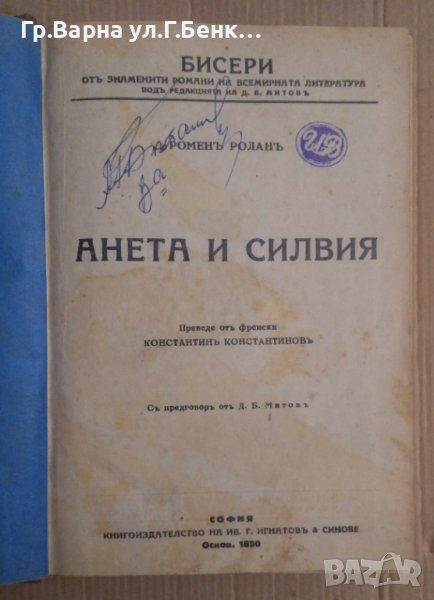 Гр.Варна ул.Г.Бенк...
БИСЕРИ
ОТЪ ЗНАМЕНИТИ РОМАНИ НА ВСЕМИРНАТА ЛИТЕРАТУРА
ПОДЪ РЕДАКЦИЯТА НА Д. Б. МИТОВЪ
РОМЕНЪ РОЛАНЪ
АНЕТА И СИЛВИЯ
Преведе отъ френски
КОНСТАНТИНЪ КОНСТАНТИНОВЪ
Съ предговоръ отъ Д. Б. Митовъ
СОФИЯ
КНИГОИЗДАТЕЛСТВО НА ИВ. Г. ИГНАТОВЪ & СИНОВЕ
Основ. 1890
BAZAR